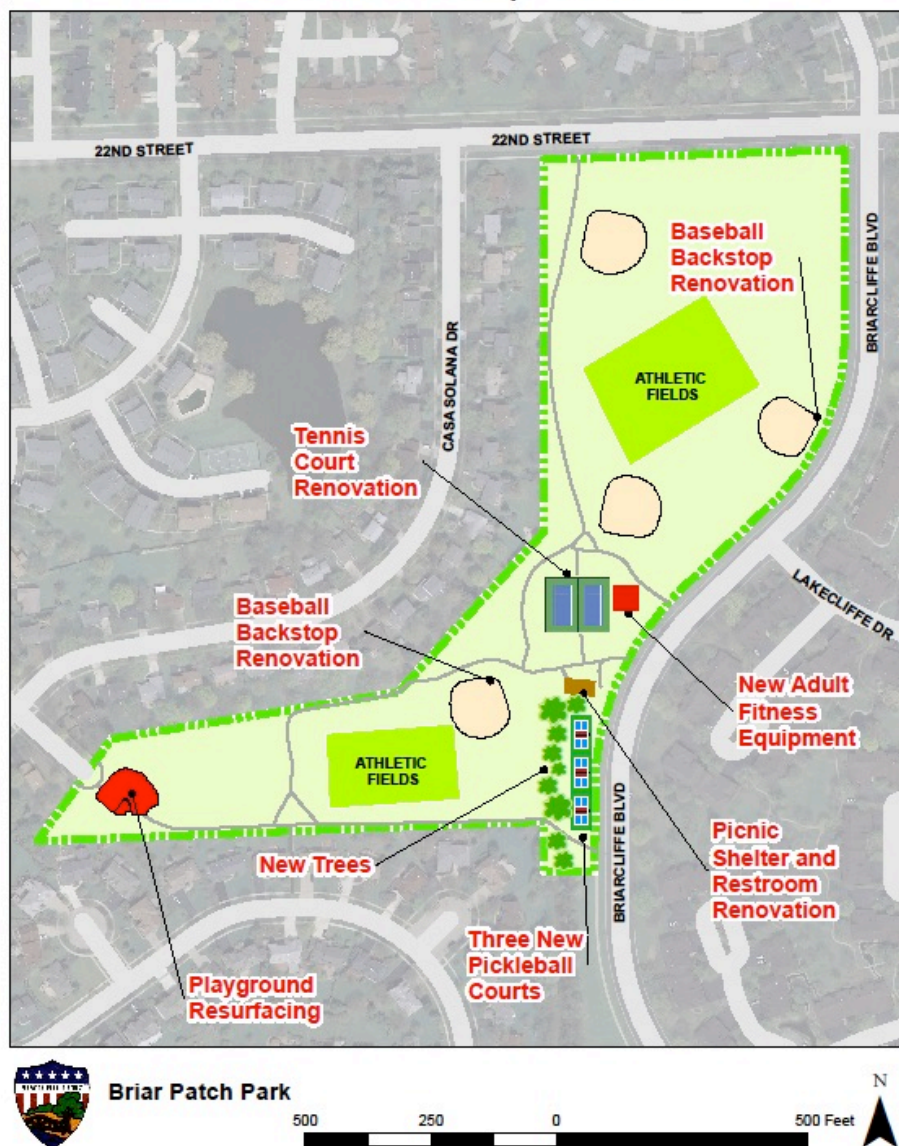 22ND STREET
22ND STREET
Baseball
Backstop
Renovation
BRIARCLIFFE BLVD
ATHLETIC
FIELDS
CASA SOLANA DR
Tennis
Court
Renovation
LAKECLIFFE DR
Baseball
Backstop
Renovation
New Adult
Fitness
Equipment
ATHLETIC
FIELDS
New Trees
BRIARCLIFFE BLVD
Picnic
Shelter and
Restroom
Renovation
Three New
Pickleball
Courts
Playground
Resurfacing
Briar Patch Park
N
500 250 0 500 Feet